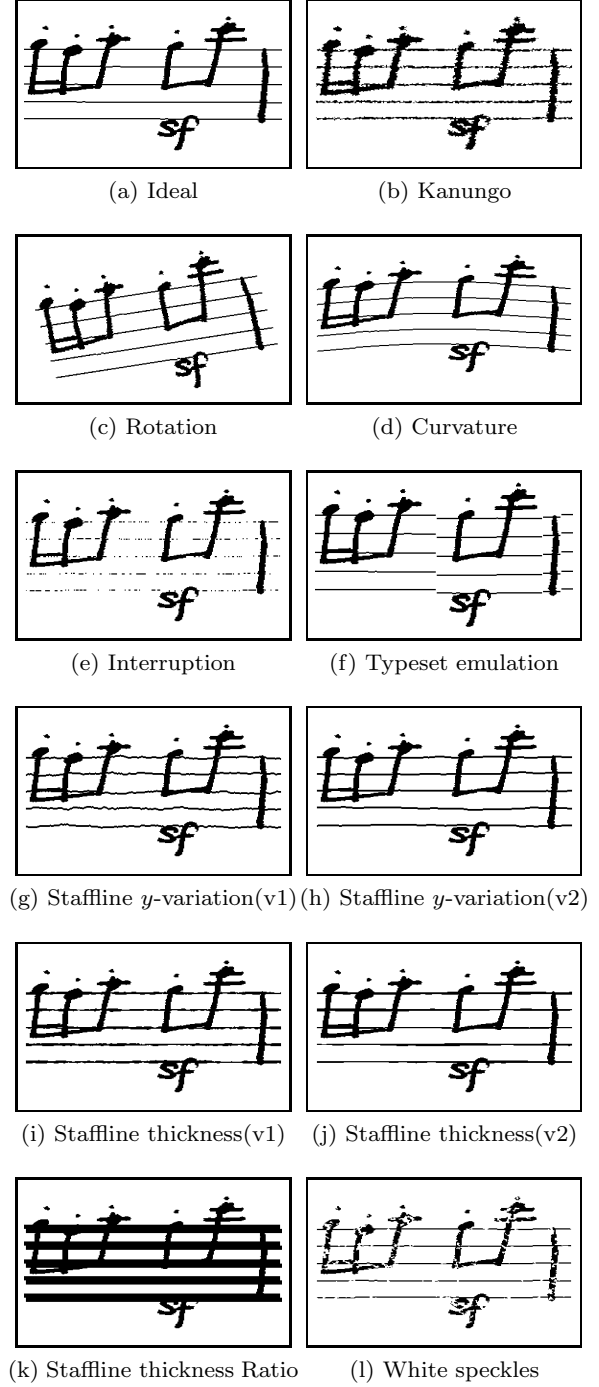 sf sf
(a) Ideal (b) Kanungo
sf sf
(c) Rotation (d) Curvature
sf sf
(e) Interruption (f) Typeset emulation
sf sf
(g) Staffline y-variation(v1) (h) Staffline y-variation(v2)
sf sf
(i) Staffline thickness(v1) (j) Staffline thickness(v2)
sf sf
(k) Staffline thickness Ratio (l) White speckles